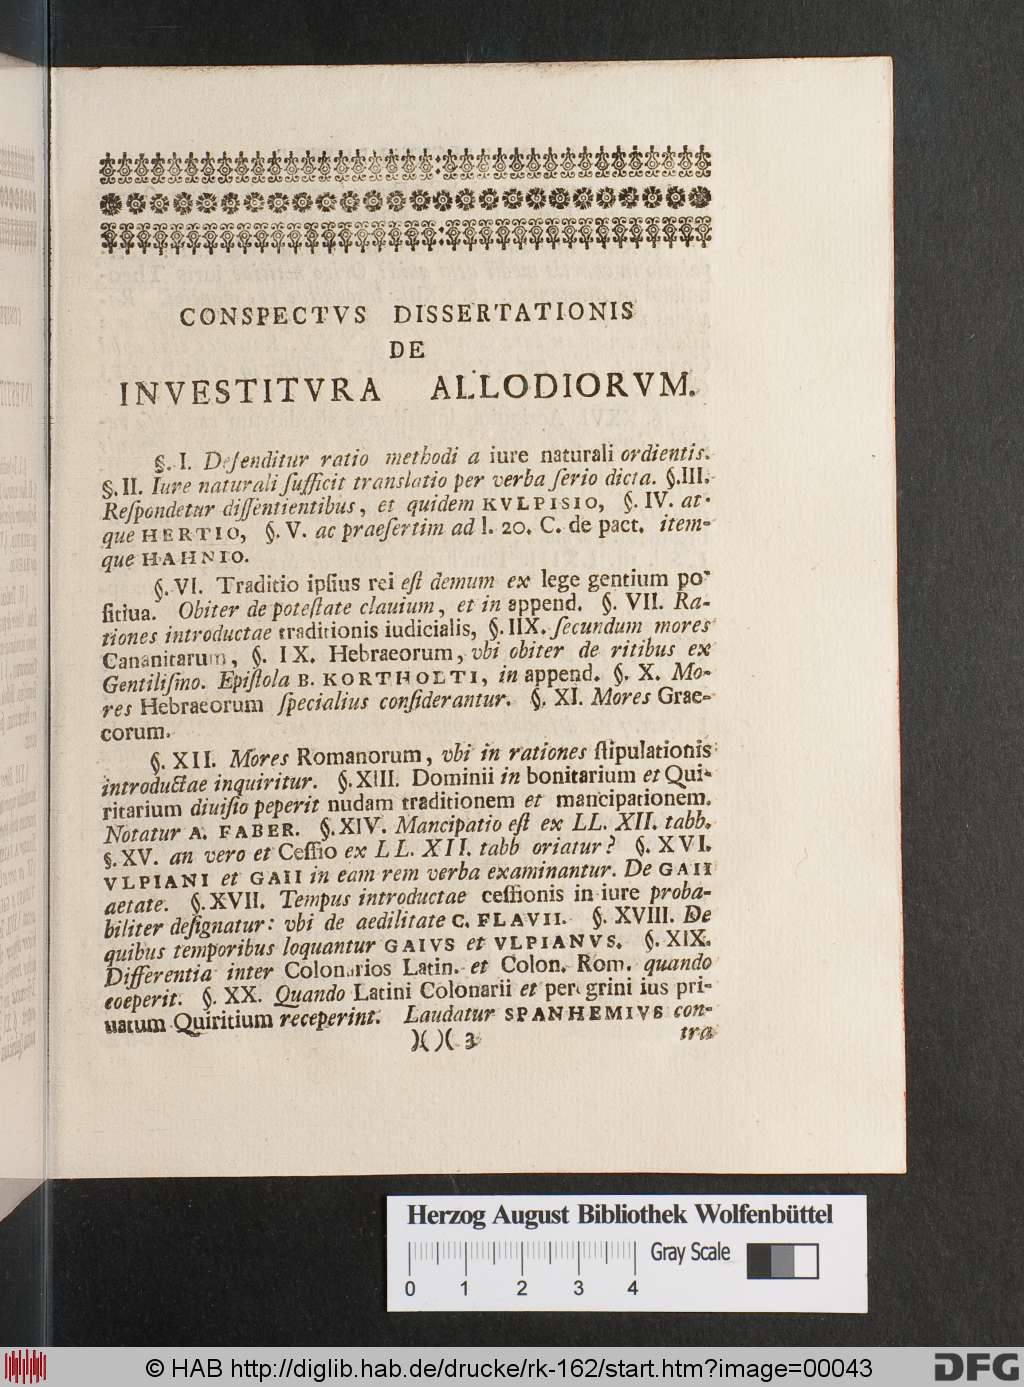 CONSPECTVS DISSERTATIONIS
DE
INVESTITVRA ALLODIORVM.
§. I. Defenditur ratio methodi a iure naturali ordientis.
§. II. Iure naturali ſufficit translatio per verba ſerio dicta. §. III.
Reſpondetur diſſentientibus, et quidem KVLPISIO, §. IV. at-
que HERTIO, §. V. ac praeſertim ad l. 20. C. de pact. item-
que HAHNIO.
§. VI. Traditio ipſius rei eſt demum ex lege gentium po-
ſitiua. Obiter de poteſtate clauium, et in append. §. VII. Ra-
tiones introductae traditionis iudicialis, §. IIX. ſecundum mores
Cananitarum, §. IX. Hebraeorum, vbi obiter de ritibus ex
Gentiliſmo. Epiſtola B. KORTHOLTI, in append. §. X. Mo-
res Hebraeorum ſpecialius conſiderantur. §. XI. Mores Grae-
corum.
§. XII. Mores Romanorum, vbi in rationes ſtipulationis
introductae inquiritur. §. XIII. Dominii in bonitarium et Qui-
ritarium diuiſio peperit nudam traditionem et mancipationem.
Notatur A. FABER. §. XIV. Mancipatio eſt ex LL. XII. tabb.
§. XV. an vero et Ceſſio ex LL. XII. tabb oriatur? §. XVI.
VLPIANI et GAII in eam rem verba examinantur. De GAII
aetate. §. XVII. Tempus introductae ceſſionis in iure proba-
biliter deſignatur: vbi de aedilitate C. FLAVII. §. XVIII. De
quibus temporibus loquantur GAIVS et VLPIANVS. §. XIX.
Differentia inter Colonarios Latin. et Colon. Rom. quando
coeperit. §. XX. Quando Latini Colonarii et peregrini ius pri-
uatum Quiritium receperint. Laudatur SPANHEMIVS con-
)( )( 3 tra
Herzog August Bibliothek Wolfenbüttel
Gray Scale
0 1 2 3 4
© HAB http://diglib.hab.de/drucke/rk-162/start.htm?image=00043
DFG